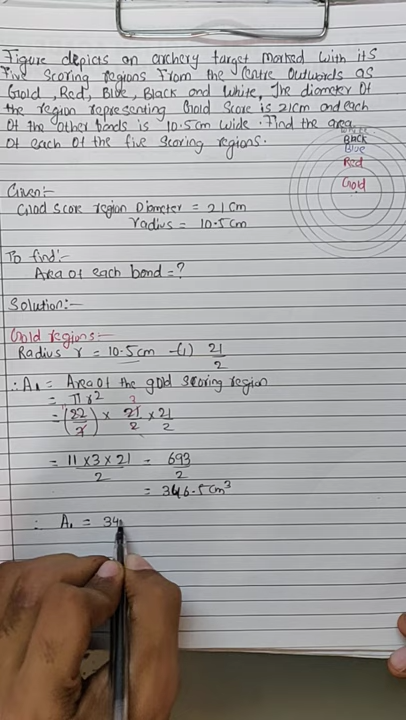 Figure depicts an archery target marked with its
Five Scoring regions From the Centre Outwards as
Gold, Red, Blue, Black and White, The diameter Of
the region representing Gold Score is 21cm and each
Of the Other bands is 10.5cm wide. Find the area
Of each Of the Five Scoring regions.
Black
Blue
Red
Gold
Given:-
Glod Score region Diameter = 21cm
radius = 10.5cm
To find:-
Area of each band = ?
Solution:-
Gold regions:-
Radius r = 10.5cm -(1) 21/2
∴ A₁ = Area Of the gold scoring region
= πr²
= (22/7) × 21/2 × 21/2
3
= 11 × 3 × 21 / 2 = 693/2
= 346.5cm³
∴ A₁ = 34